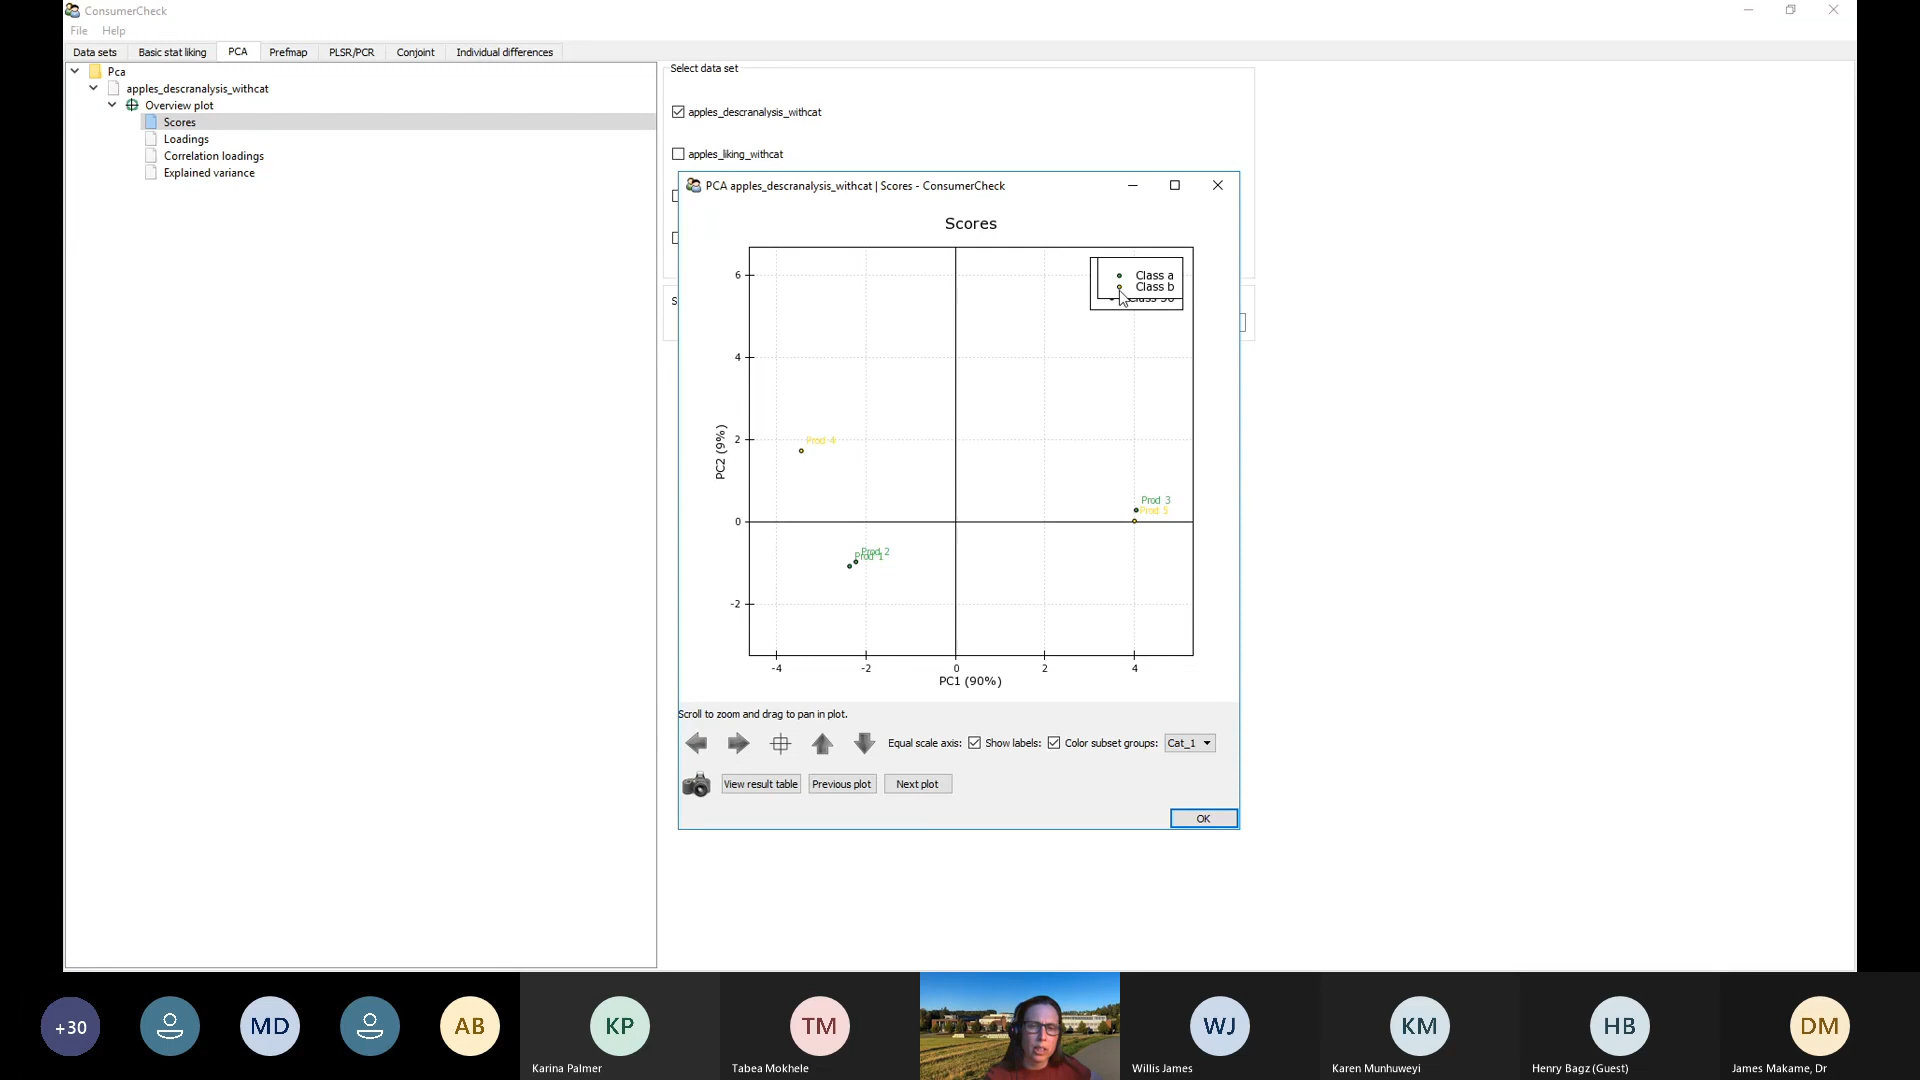 ConsumerCheck
File Help
Data sets Basic stat liking PCA Prefmap PLSR/PCR Conjoint Individual differences
Pca
apples_descranalysis_withcat
Overview plot
Scores
Loadings
Correlation loadings
Explained variance
Select data set
apples_descranalysis_withcat
apples_liking_withcat
S
PCA apples_descranalysis_withcat | Scores - ConsumerCheck
Scores
Class a
Class b
6
4
2
0
-2
PC2 (9%)
Prod 4
Prod 3
Prod 5
Prod 2
Prod 1
-4 -2 0 2 4
PC1 (90%)
Scroll to zoom and drag to pan in plot.
Equal scale axis: Show labels: Color subset groups: Cat_1
View result table Previous plot Next plot
OK
+30 MD AB KP TM WJ KM HB DM
Karina Palmer Tabea Mokhele Willis James Karen Munhuweyi Henry Bagz (Guest) James Makame, Dr